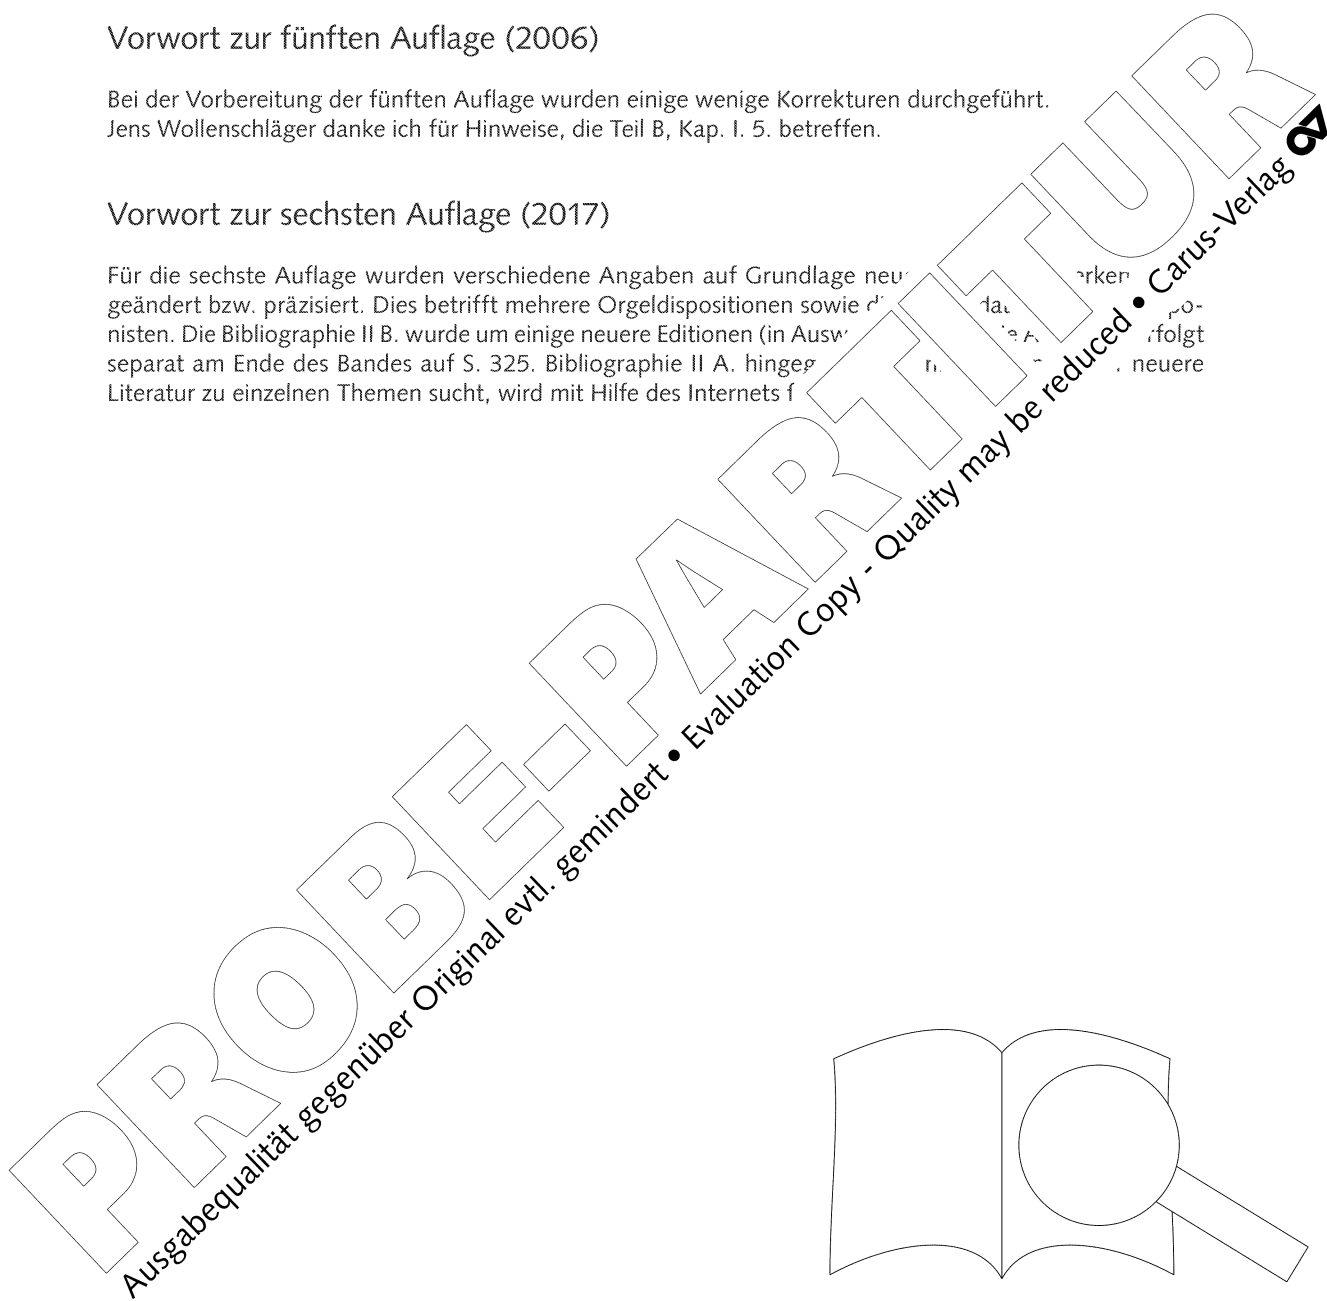 Vorwort zur fünften Auflage (2006)
Bei der Vorbereitung der fünften Auflage wurden einige wenige Korrekturen durchgeführt.
Jens Wollenschläger danke ich für Hinweise, die Teil B, Kap. I. 5. betreffen.
Vorwort zur sechsten Auflage (2017)
Für die sechste Auflage wurden verschiedene Angaben auf Grundlage
geändert bzw. präzisiert. Dies betrifft mehrere Orgeldispositionen sowie
nisten. Die Bibliographie II B. wurde um einige neuere Editionen (in
separat am Ende des Bandes auf S. 325. Bibliographie II A. neuere
Literatur zu einzelnen Themen sucht, wird mit Hilfe des Internets
PROBE-PARTITUR
Ausgabequalität gegenüber Original evtl. gemindert • Evaluation Copy - Quality may be reduced • Carus-Verlag